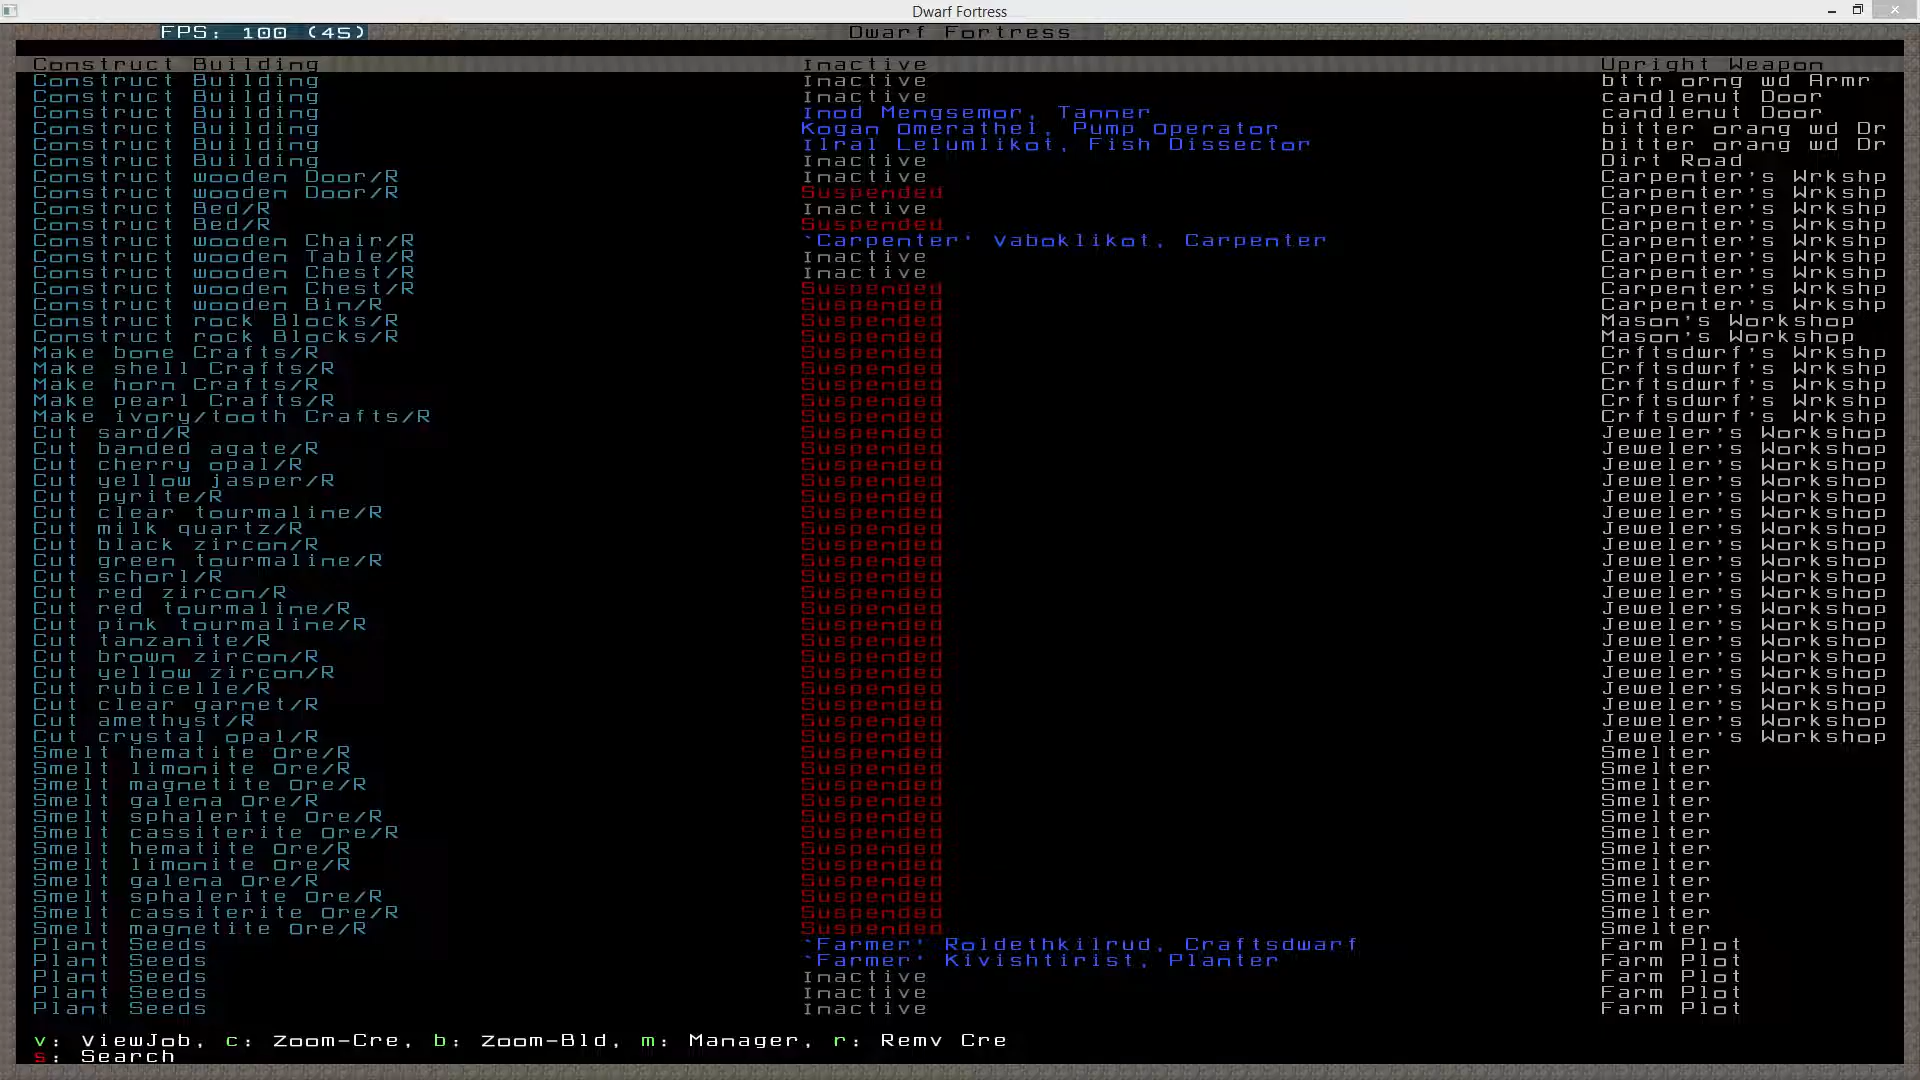 Dwarf Fortress
FPS: 100 (45) Dwarf Fortress
Construct Building Inactive Upright Weapon
Construct Building Inactive bttr orng wd Armr
Construct Building Inactive candlenut Door
Construct Building Inod Mengsemor, Tanner candlenut Door
Construct Building Kogan Omerathel, Pump Operator bitter orang wd Dr
Construct Building Ilral Lelumlikot, Fish Dissector bitter orang wd Dr
Construct Building Inactive Dirt Road
Construct wooden Door/R Inactive Carpenter's Wrkshp
Construct wooden Door/R Suspended Carpenter's Wrkshp
Construct Bed/R Inactive Carpenter's Wrkshp
Construct Bed/R Suspended Carpenter's Wrkshp
Construct wooden Chair/R `Carpenter' Vaboklikot, Carpenter Carpenter's Wrkshp
Construct wooden Table/R Inactive Carpenter's Wrkshp
Construct wooden Chest/R Inactive Carpenter's Wrkshp
Construct wooden Chest/R Suspended Carpenter's Wrkshp
Construct wooden Bin/R Suspended Carpenter's Wrkshp
Construct rock Blocks/R Suspended Mason's Workshop
Construct rock Blocks/R Suspended Mason's Workshop
Make bone Crafts/R Suspended Crftsdwrf's Wrkshp
Make shell Crafts/R Suspended Crftsdwrf's Wrkshp
Make horn Crafts/R Suspended Crftsdwrf's Wrkshp
Make pearl Crafts/R Suspended Crftsdwrf's Wrkshp
Make ivory/tooth Crafts/R Suspended Crftsdwrf's Wrkshp
Cut sard/R Suspended Jeweler's Workshop
Cut banded agate/R Suspended Jeweler's Workshop
Cut cherry opal/R Suspended Jeweler's Workshop
Cut yellow jasper/R Suspended Jeweler's Workshop
Cut pyrite/R Suspended Jeweler's Workshop
Cut clear tourmaline/R Suspended Jeweler's Workshop
Cut milk quartz/R Suspended Jeweler's Workshop
Cut black zircon/R Suspended Jeweler's Workshop
Cut green tourmaline/R Suspended Jeweler's Workshop
Cut schorl/R Suspended Jeweler's Workshop
Cut red zircon/R Suspended Jeweler's Workshop
Cut red tourmaline/R Suspended Jeweler's Workshop
Cut pink tourmaline/R Suspended Jeweler's Workshop
Cut tanzanite/R Suspended Jeweler's Workshop
Cut brown zircon/R Suspended Jeweler's Workshop
Cut yellow zircon/R Suspended Jeweler's Workshop
Cut rubicelle/R Suspended Jeweler's Workshop
Cut clear garnet/R Suspended Jeweler's Workshop
Cut amethyst/R Suspended Jeweler's Workshop
Cut crystal opal/R Suspended Jeweler's Workshop
Smelt hematite Ore/R Suspended Smelter
Smelt limonite Ore/R Suspended Smelter
Smelt magnetite Ore/R Suspended Smelter
Smelt galena Ore/R Suspended Smelter
Smelt sphalerite Ore/R Suspended Smelter
Smelt cassiterite Ore/R Suspended Smelter
Smelt hematite Ore/R Suspended Smelter
Smelt limonite Ore/R Suspended Smelter
Smelt galena Ore/R Suspended Smelter
Smelt sphalerite Ore/R Suspended Smelter
Smelt cassiterite Ore/R Suspended Smelter
Smelt magnetite Ore/R Suspended Smelter
Plant Seeds `Farmer' Roldethkilrud, Craftsdwarf Farm Plot
Plant Seeds `Farmer' Kivishtirist, Planter Farm Plot
Plant Seeds Inactive Farm Plot
Plant Seeds Inactive Farm Plot
Plant Seeds Inactive Farm Plot
v: ViewJob, c: Zoom-Cre, b: Zoom-Bld, m: Manager, r: Remv Cre
s: Search